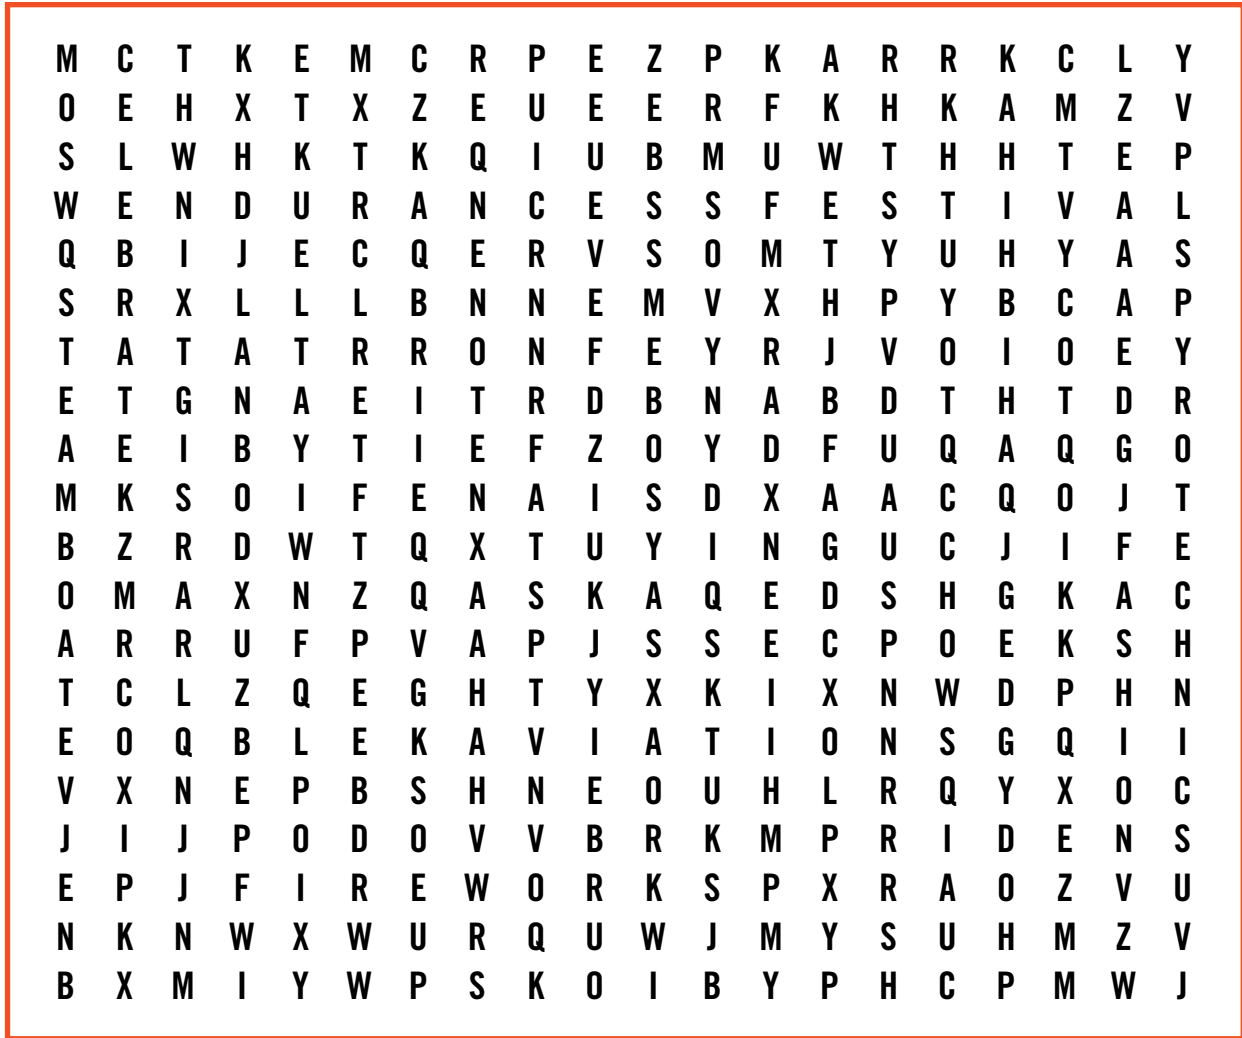 M C T K E M C R P E Z P K A R R K C L Y
O E H X T X Z E U E E R F K H K A M Z V
S L W H K T K Q I U B M U W T H H T E P
W E N D U R A N C E S S F E S T I V A L
Q B I J E C Q E R V S O M T Y U H Y A S
S R X L L L B N N E M V X H P Y B C A P
T A T A T R R O N F E Y R J V O I O E Y
E T G N A E I T R D B N A B D T H T D R
A E I B Y T I E F Z O Y D F U Q A Q G O
M K S O I F E N A I S D X A A C Q O J T
B Z R D W T Q X T U Y I N G U C J I F E
O M A X N Z Q A S K A Q E D S H G K A C
A R R U F P V A P J S S E C P O E K S H
T C L Z Q E G H T Y X K I X N W D P H N
E O Q B L E K A V I A T I O N S G Q I I
V X N E P B S H N E O U H L R Q Y X O C
J I J P O D O V V B R K M P R I D E N S
E P J F I R E W O R K S P X R A O Z V U
N K N W X W U R Q U W J M Y S U H M Z V
B X M I Y W P S K O I B Y P H C P M W J